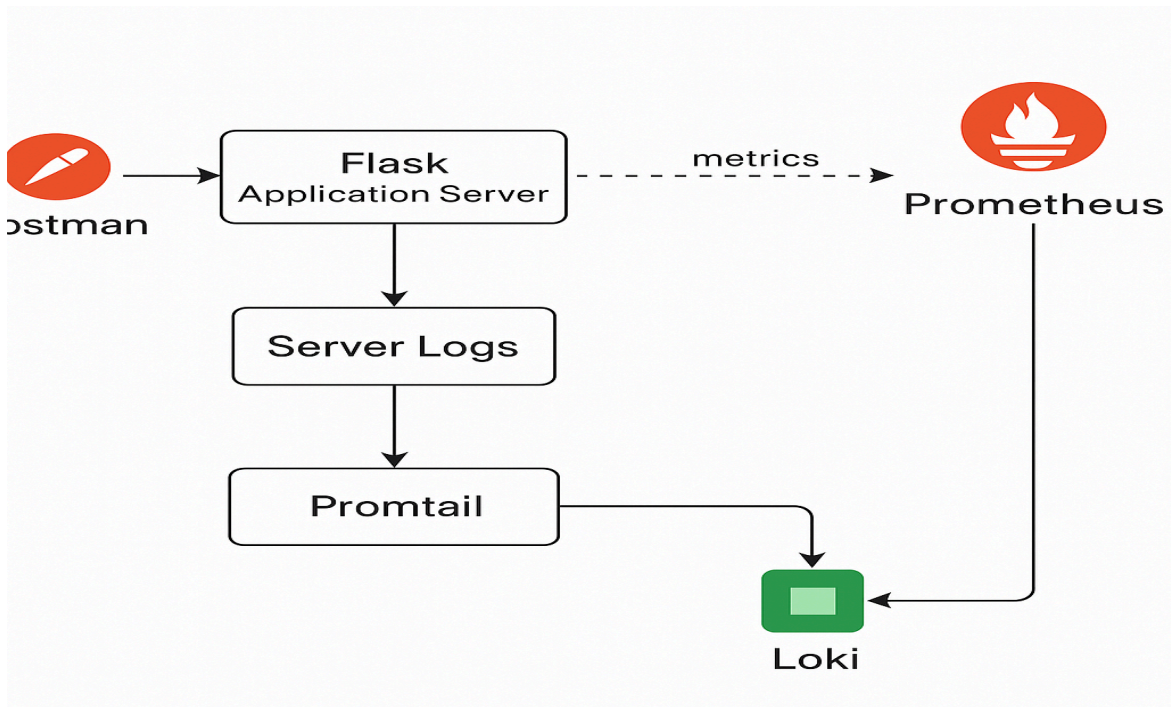 Flask
Application Server
metrics
Prometheus
ostman
Server Logs
Promtail
Loki